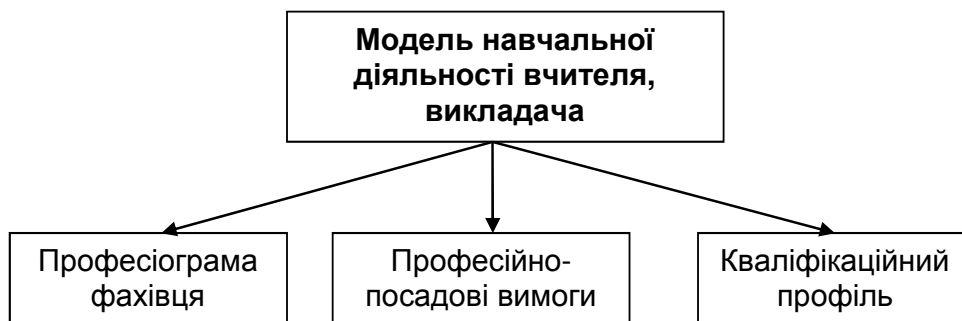 Модель навчальної
діяльності вчителя,
викладача
Професіограма
фахівця
Професійно-
посадові вимоги
Кваліфікаційний
профіль